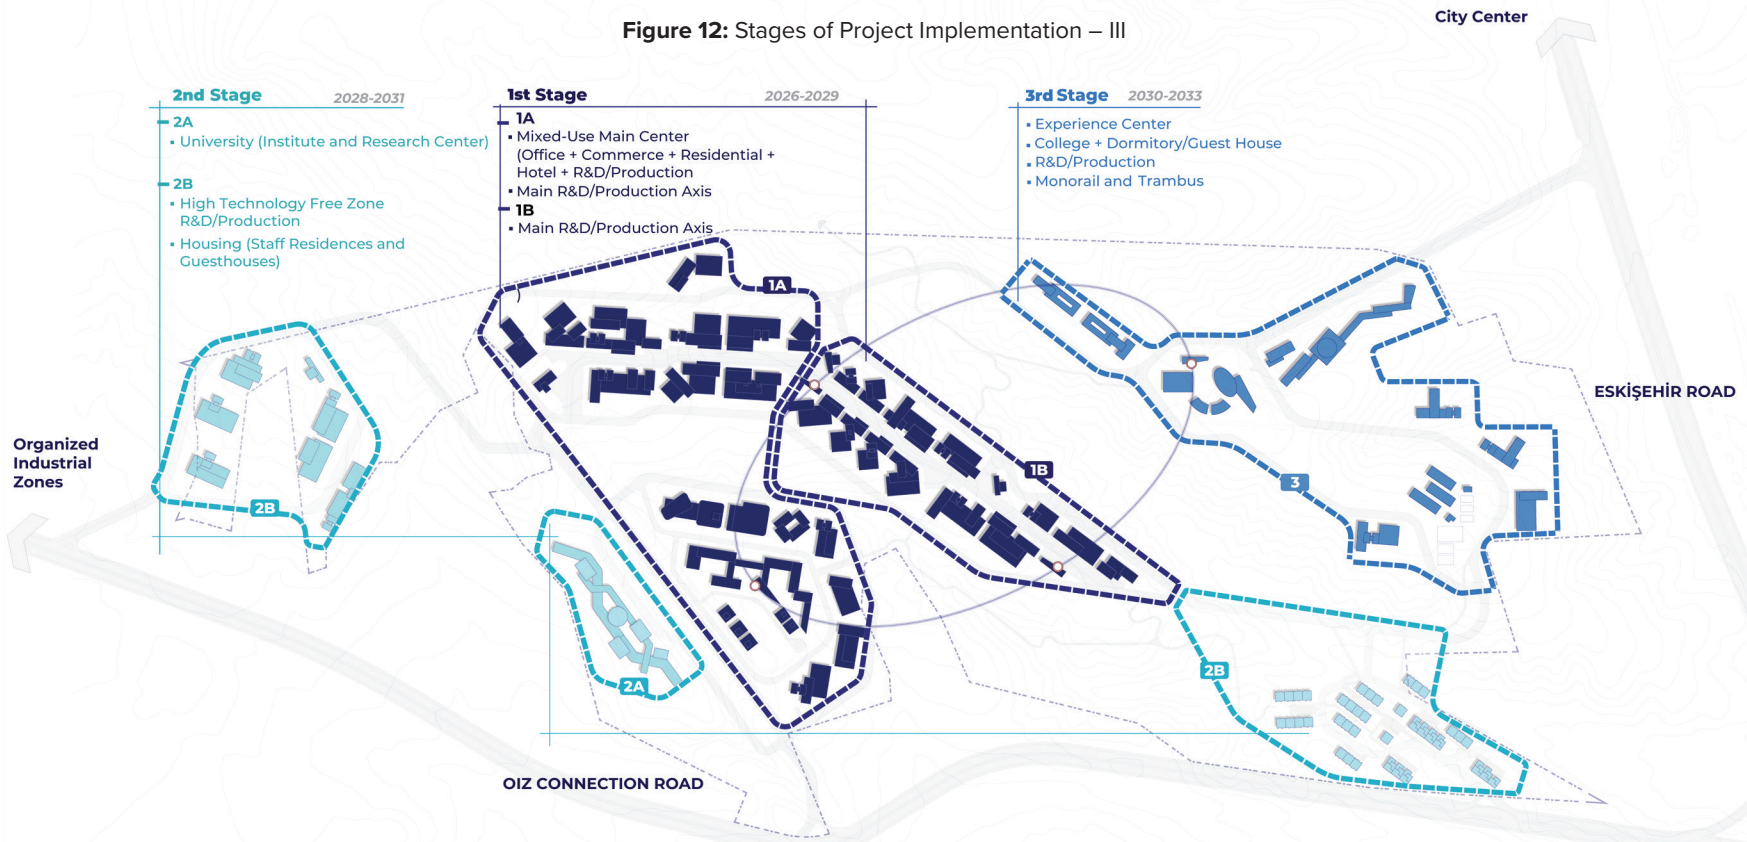 Figure 12: Stages of Project Implementation – III
City Center
2nd Stage 2028-2031
2A
▪ University (Institute and Research Center)
2B
▪ High Technology Free Zone
R&D/Production
▪ Housing (Staff Residences and
Guesthouses)
1st Stage 2026-2029
1A
▪ Mixed-Use Main Center
(Office + Commerce + Residential +
Hotel + R&D/Production
▪ Main R&D/Production Axis
1B
▪ Main R&D/Production Axis
3rd Stage 2030-2033
▪ Experience Center
▪ College + Dormitory/Guest House
▪ R&D/Production
▪ Monorail and Trambus
1A
ESKİŞEHİR ROAD
Organized
Industrial
Zones
1B
3
2B
2B
2A
OIZ CONNECTION ROAD